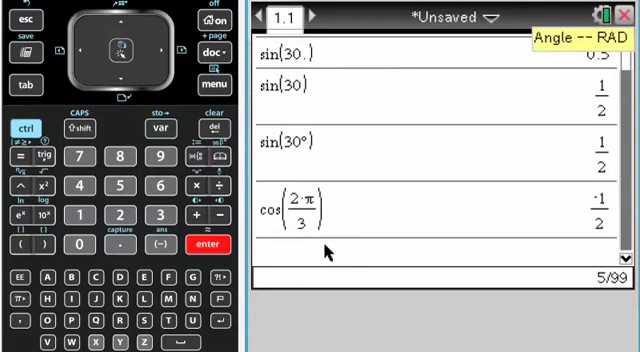 esc
off
on
1.1
*Unsaved
Angle -- RAD
save
+ page
doc
tab
menu
sin(30.)
0.5
sin(30)
1
2
sin(30°)
1
2
cos(2·π
3)
-1
2
5/99
ctrl
CAPS
shift
sto→
var
clear
del
=
trig
7
8
9
^
x²
4
5
6
×
÷
ln
log
eˣ
10ˣ
1
2
3
+
−
( )
{ }
(
)
0
capture
.
ans
(−)
enter
EE
A
B
C
D
E
F
G
?!
π
H
I
J
K
L
M
N
,
O
P
Q
R
S
T
U
V
W
X
Y
Z